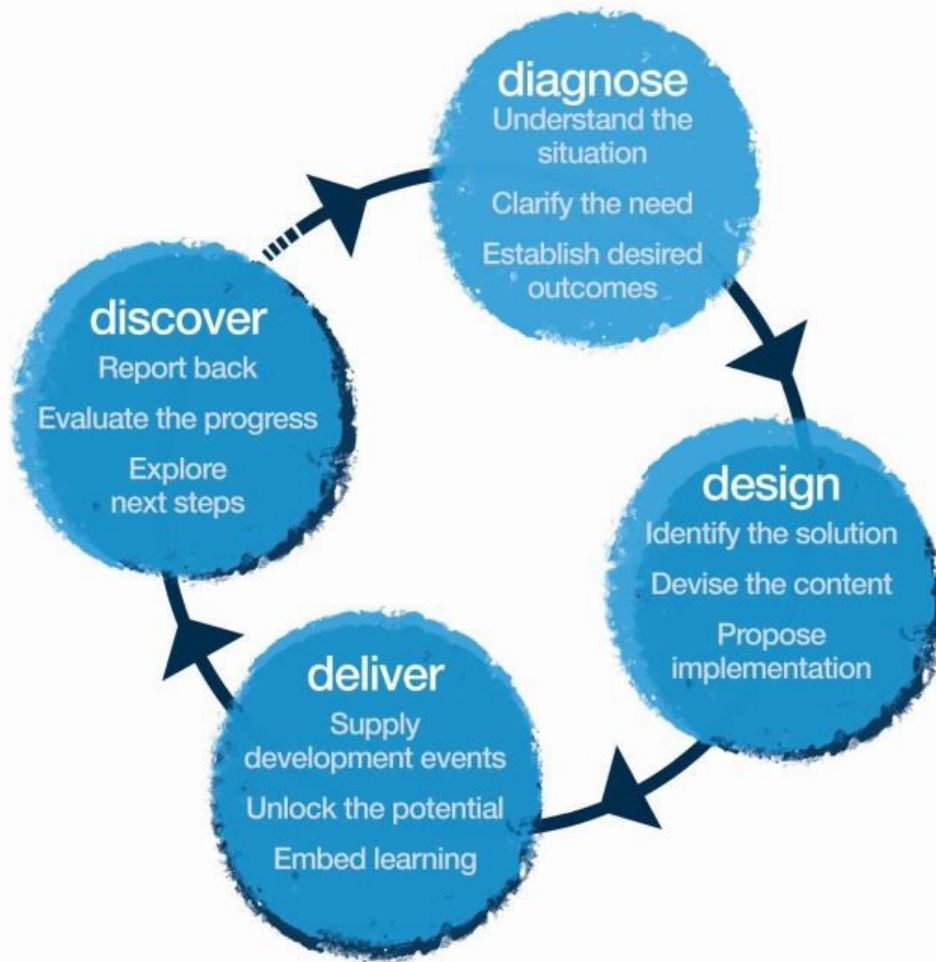 diagnose
Understand the
situation
Clarify the need
Establish desired
outcomes
design
Identify the solution
Devise the content
Propose
implementation
deliver
Supply
development events
Unlock the potential
Embed learning
discover
Report back
Evaluate the progress
Explore
next steps